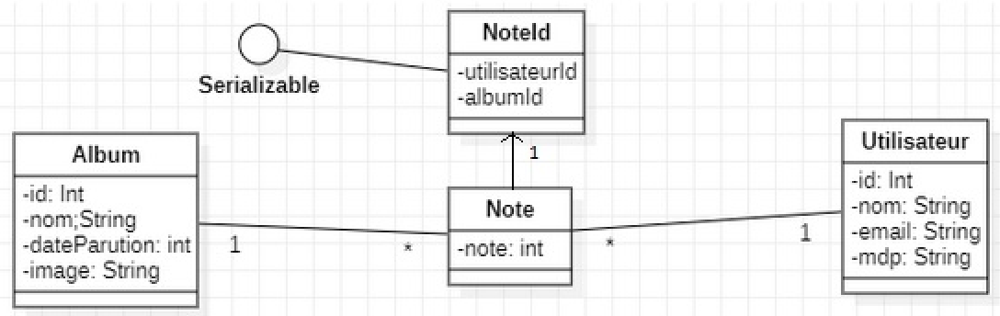 NoteId
-utilisateurId
-albumId
Serializable
1
Album
-id: Int
-nom;String
-dateParution: int
-image: String
1
*
Note
-note: int
*
1
Utilisateur
-id: Int
-nom: String
-email: String
-mdp: String